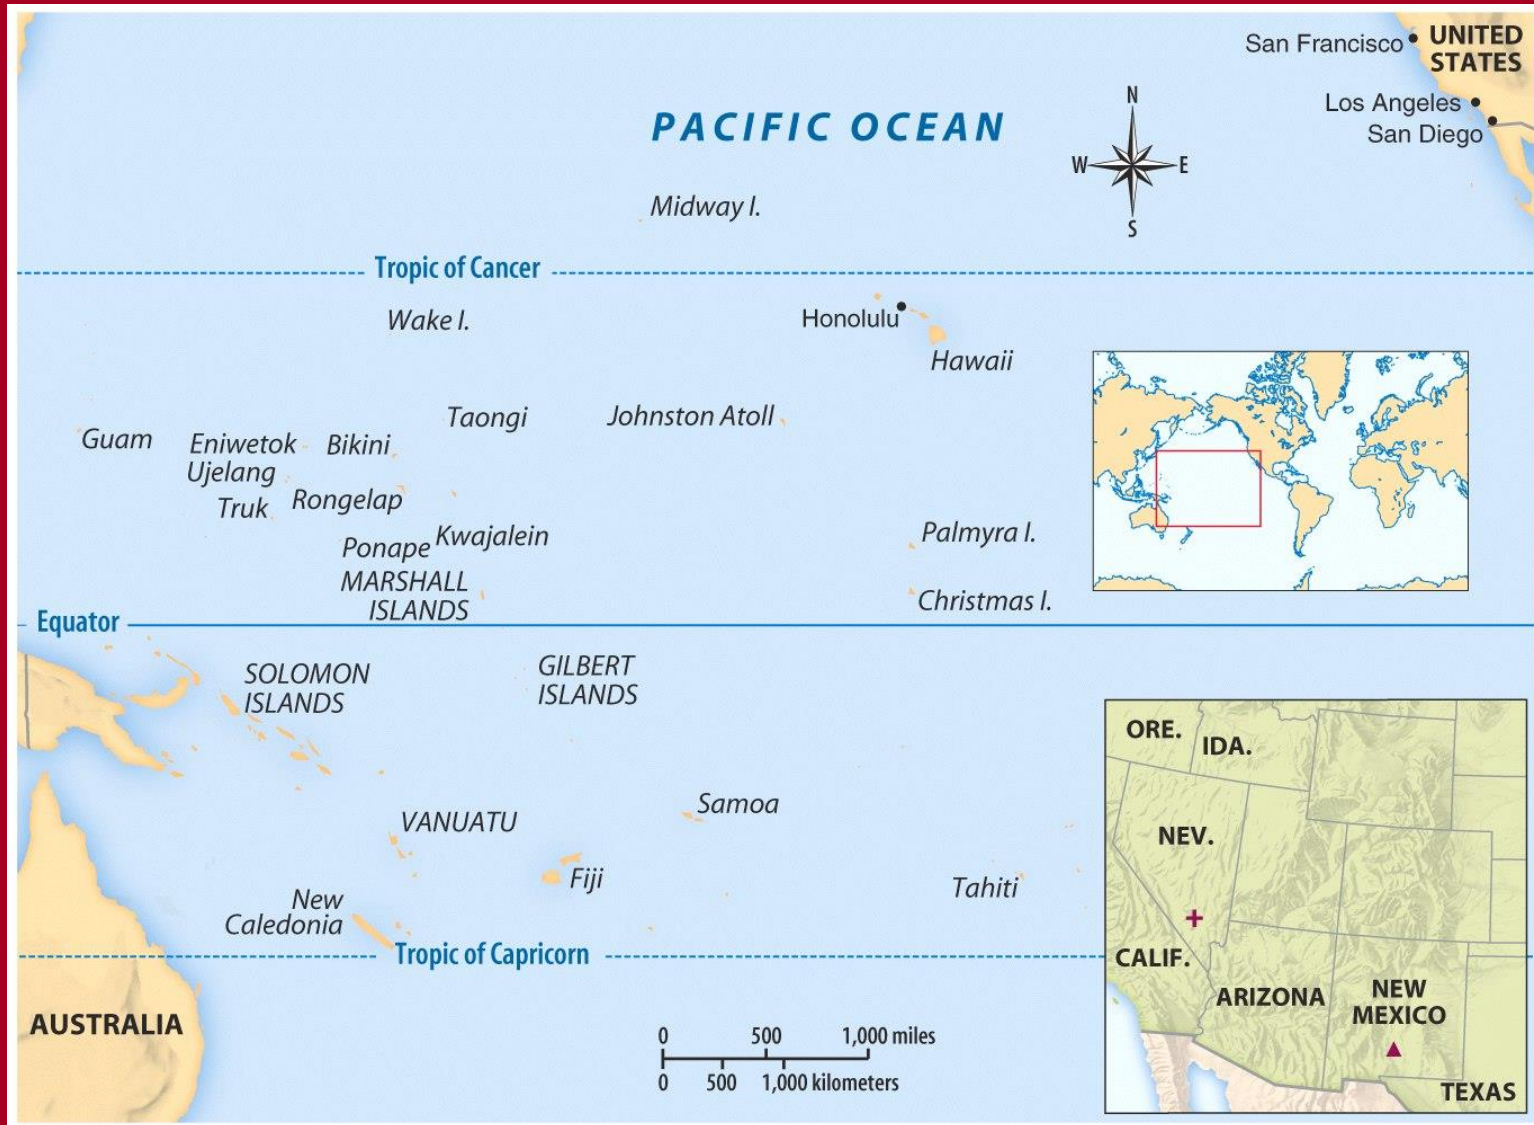 San Francisco
UNITED
STATES
Los Angeles
San Diego
PACIFIC OCEAN
N
W
E
S
Midway I.
Tropic of Cancer
Wake I.
Honolulu
Hawaii
Taongi
Johnston Atoll
Guam
Eniwetok
Bikini
Ujelang
Rongelap
Truk
Kwajalein
Ponape
Palmyra I.
MARSHALL
ISLANDS
Christmas I.
Equator
SOLOMON
ISLANDS
GILBERT
ISLANDS
Samoa
VANUATU
Fiji
Tahiti
New
Caledonia
Tropic of Capricorn
AUSTRALIA
0 500 1,000 miles
0 500 1,000 kilometers
ORE.
IDA.
NEV.
CALIF.
ARIZONA
NEW
MEXICO
TEXAS